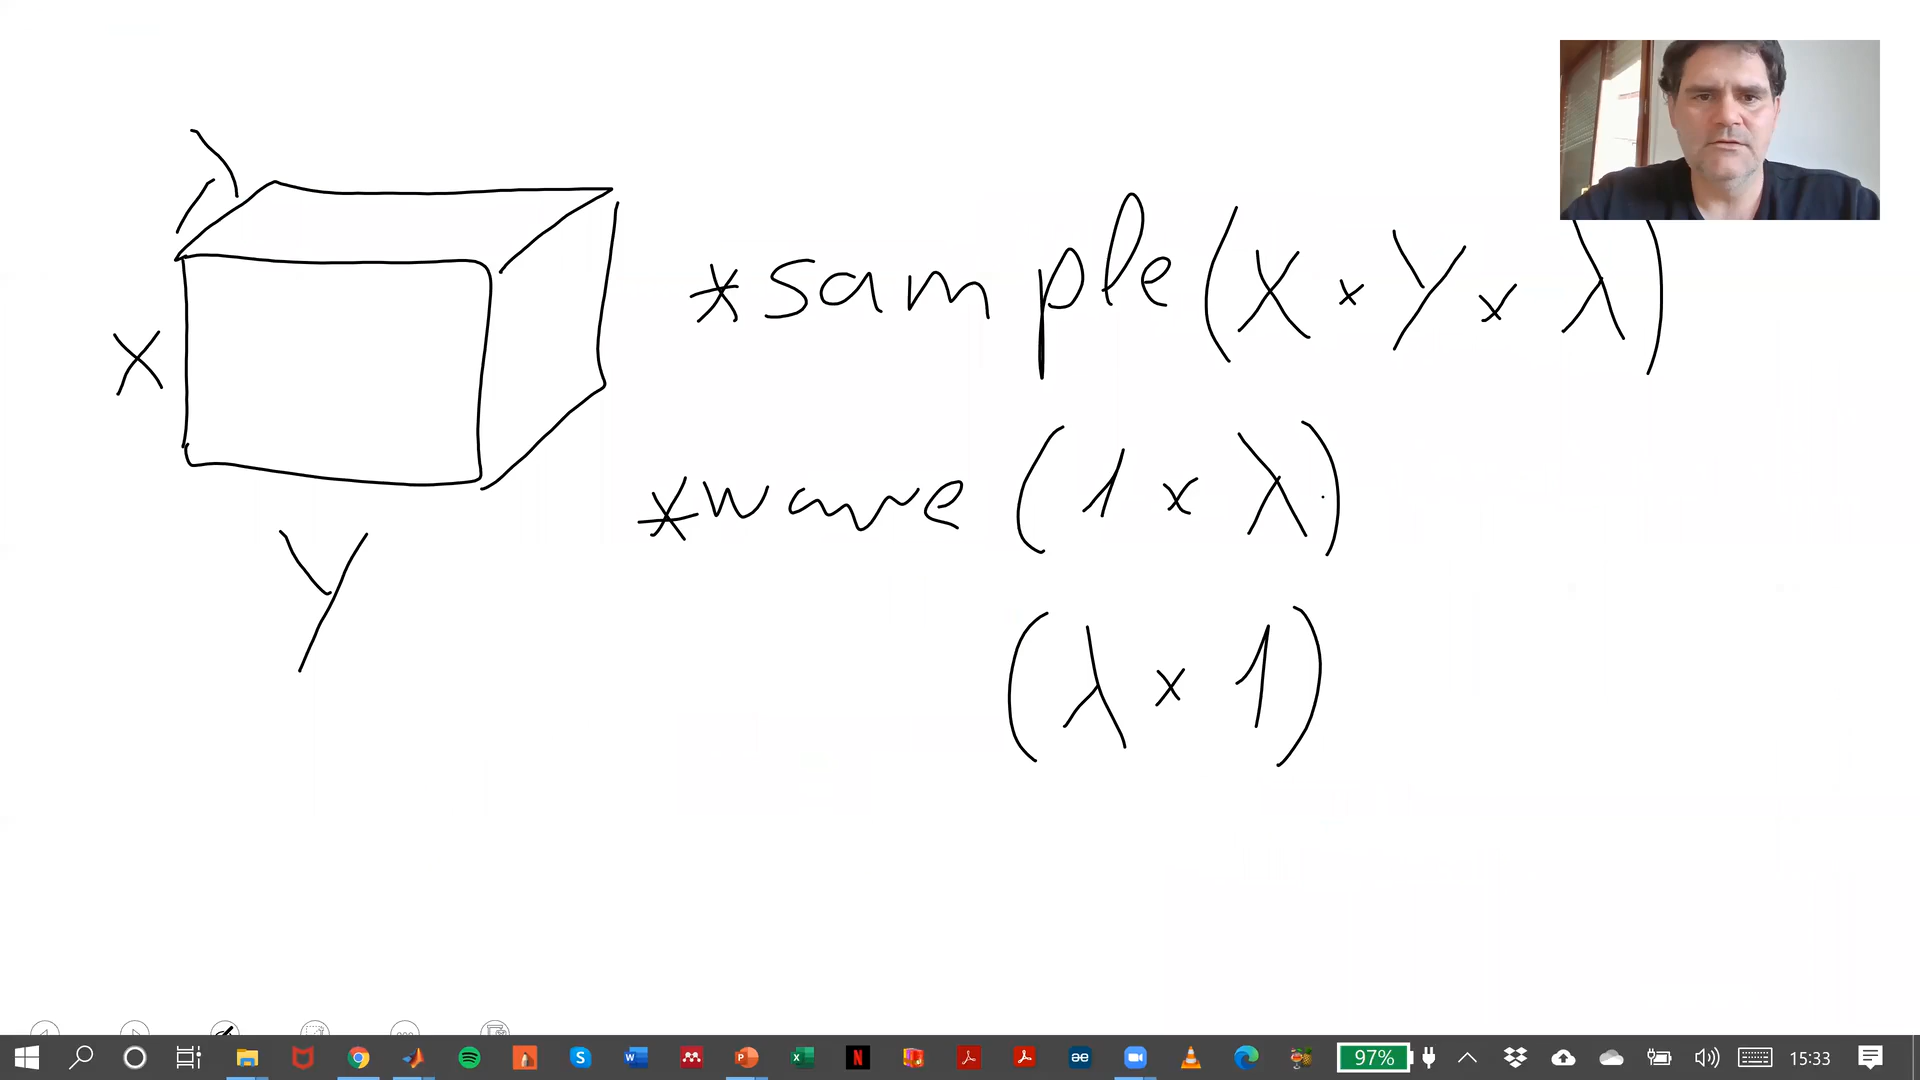 λ
*sample (X x Y x λ)
X
*wave (1 x λ)
Y
(λ x 1)
97%
15:33